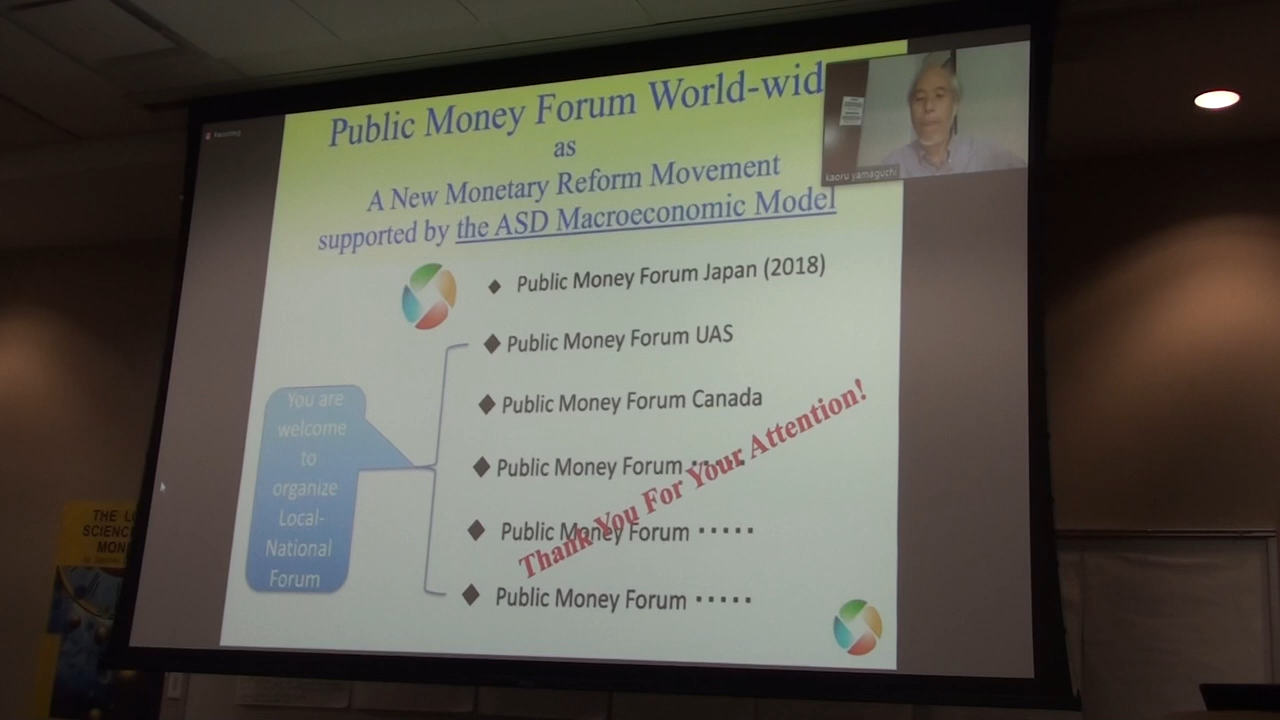 Recording
Public Money Forum World-wid
as
A New Monetary Reform Movement
supported by the ASD Macroeconomic Model
kaoru yamaguchi
◆ Public Money Forum Japan (2018)
◆ Public Money Forum UAS
◆ Public Money Forum Canada
◆ Public Money Forum ·····
◆ Public Money Forum ·····
◆ Public Money Forum ·····
You are
welcome
to
organize
Local-
National
Forum
Thank You For Your Attention!
THE L
SCIENC
MON